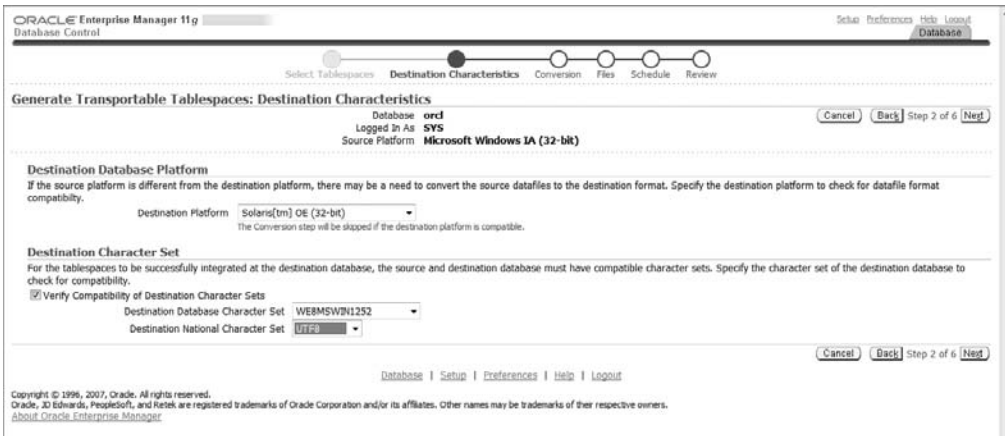 ORACLE Enterprise Manager 11g
Database Control
Setup Preferences Help Logout
Database
Select Tablespaces Destination Characteristics Conversion Files Schedule Review
Generate Transportable Tablespaces: Destination Characteristics
Database orcl
Logged In As SYS
Source Platform Microsoft Windows IA (32-bit)
Cancel Back Step 2 of 6 Next
Destination Database Platform
If the source platform is different from the destination platform, there may be a need to convert the source datafiles to the destination format. Specify the destination platform to check for datafile format
compatibilty.
Destination Platform Solaris[tm] OE (32-bit)
The Conversion step will be skipped if the destination platform is compatible.
Destination Character Set
For the tablespaces to be successfully integrated at the destination database, the source and destination database must have compatible character sets. Specify the character set of the destination database to
check for compatibility.
Verify Compatibility of Destination Character Sets
Destination Database Character Set WE8MSWIN1252
Destination National Character Set UTF8
Cancel Back Step 2 of 6 Next
Database | Setup | Preferences | Help | Logout
Copyright © 1996, 2007, Oracle. All rights reserved.
Oracle, JD Edwards, PeopleSoft, and Retek are registered trademarks of Oracle Corporation and/or its affiliates. Other names may be trademarks of their respective owners.
About Oracle Enterprise Manager